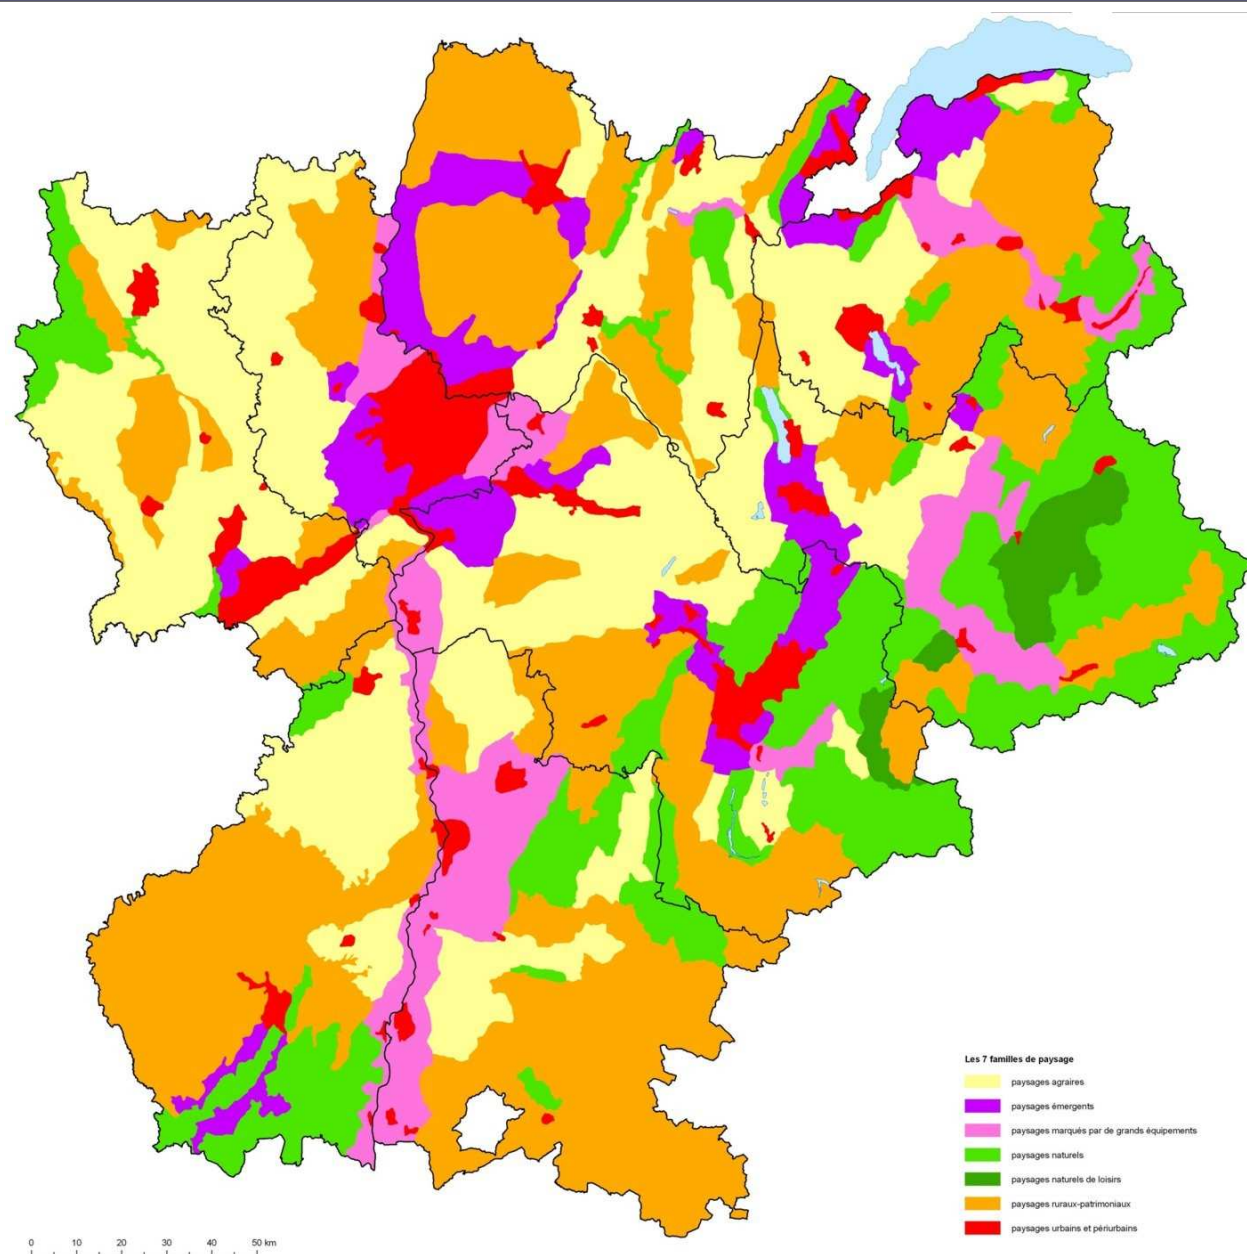 Les 7 familles de paysage
paysages agraires
paysages émergents
paysages marqués par de grands équipements
paysages naturels
paysages naturels de loisirs
paysages ruraux-patrimoniaux
paysages urbains et périurbains
0 10 20 30 40 50 km